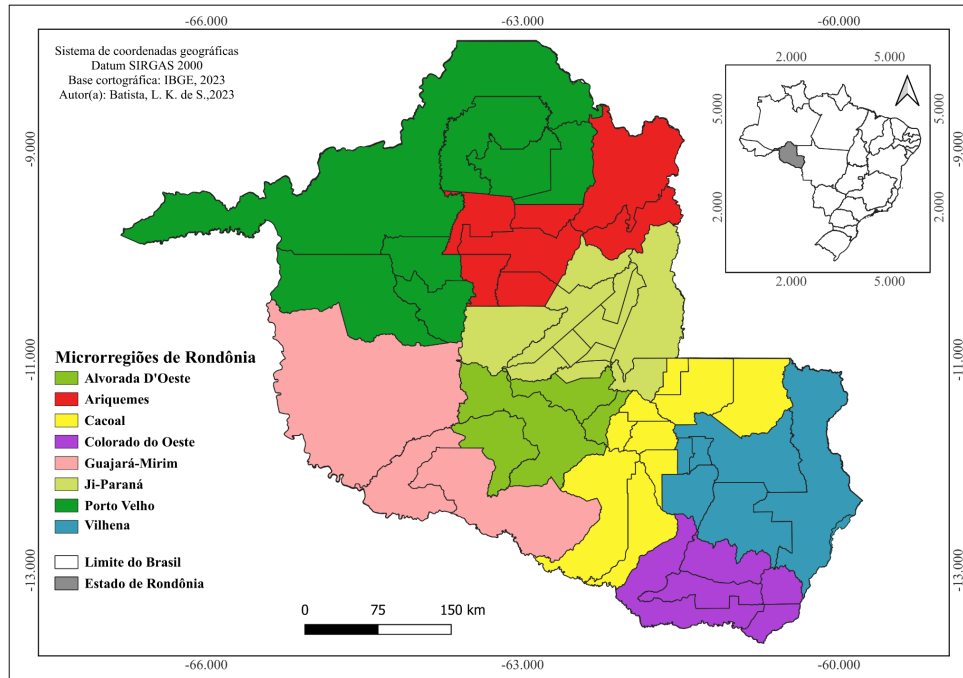 -66.000 -63.000 -60.000
Sistema de coordenadas geográficas
Datum SIRGAS 2000
Base cortográfica: IBGE, 2023
Autor(a): Batista, L. K. de S.,2023
2.000 5.000
5.000 5.000
2.000 2.000
2.000 5.000
-9.000 -9.000
-11.000 -11.000
Microrregiões de Rondônia
Alvorada D'Oeste
Ariquemes
Cacoal
Colorado do Oeste
Guajará-Mirim
Ji-Paraná
Porto Velho
Vilhena
Limite do Brasil
Estado de Rondônia
-13.000 -13.000
0 75 150 km
-66.000 -63.000 -60.000